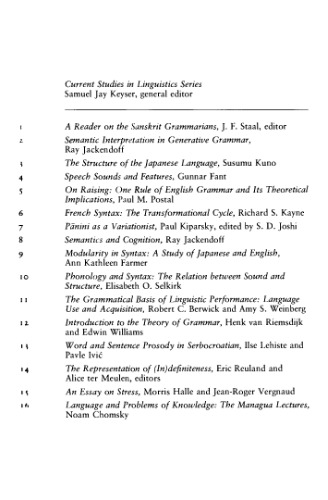 Current Studies in Linguistics Series
Samuel Jay Keyser, general editor
1 A Reader on the Sanskrit Grammarians, J. F. Staal, editor
2 Semantic Interpretation in Generative Grammar,
Ray Jackendoff
3 The Structure of the Japanese Language, Susumu Kuno
4 Speech Sounds and Features, Gunnar Fant
5 On Raising: One Rule of English Grammar and Its Theoretical
Implications, Paul M. Postal
6 French Syntax: The Transformational Cycle, Richard S. Kayne
7 Pānini as a Variationist, Paul Kiparsky, edited by S. D. Joshi
8 Semantics and Cognition, Ray Jackendoff
9 Modularity in Syntax: A Study of Japanese and English,
Ann Kathleen Farmer
10 Phonology and Syntax: The Relation between Sound and
Structure, Elisabeth O. Selkirk
11 The Grammatical Basis of Linguistic Performance: Language
Use and Acquisition, Robert C. Berwick and Amy S. Weinberg
12 Introduction to the Theory of Grammar, Henk van Riemsdijk
and Edwin Williams
13 Word and Sentence Prosody in Serbocroatian, Ilse Lehiste and
Pavle Ivić
14 The Representation of (In)definiteness, Eric Reuland and
Alice ter Meulen, editors
15 An Essay on Stress, Morris Halle and Jean-Roger Vergnaud
16 Language and Problems of Knowledge: The Managua Lectures,
Noam Chomsky